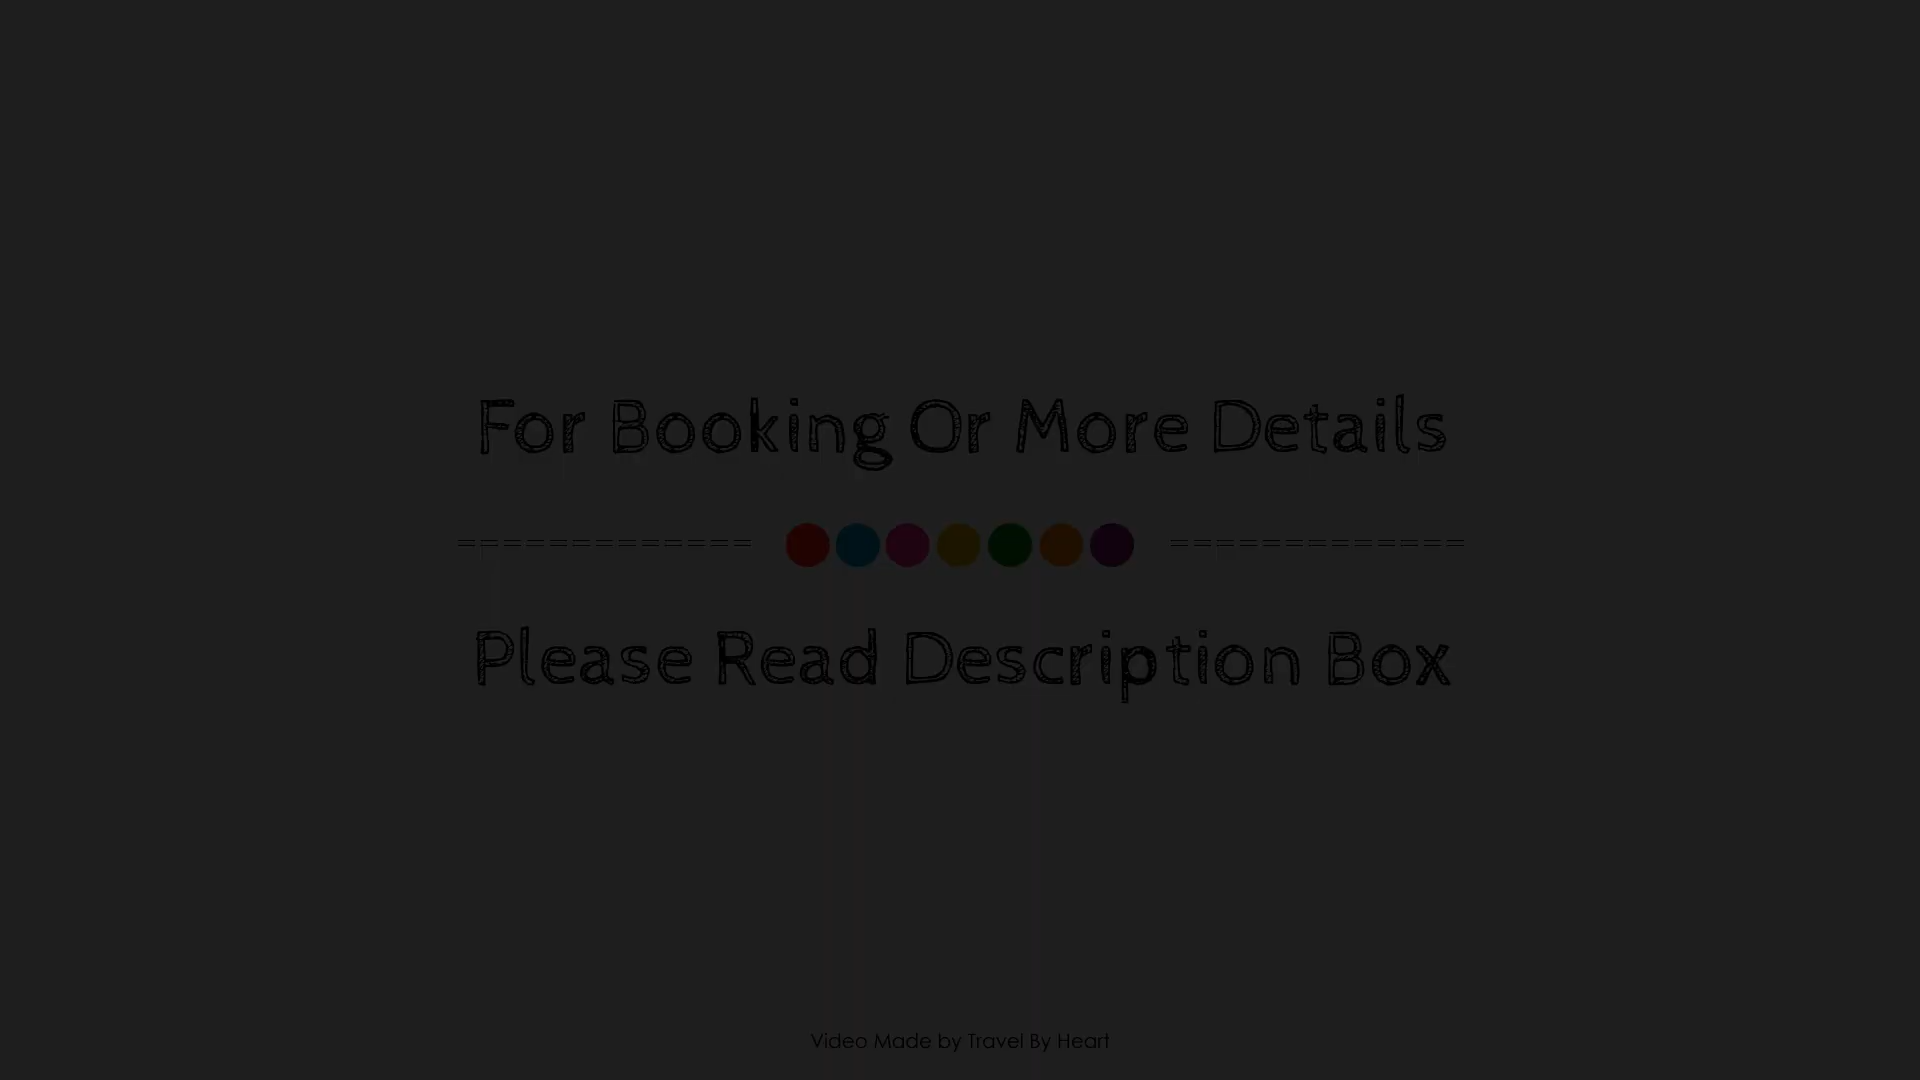 For Booking Or More Details
============= =============
Please Read Description Box
Video Made by Travel By Heart